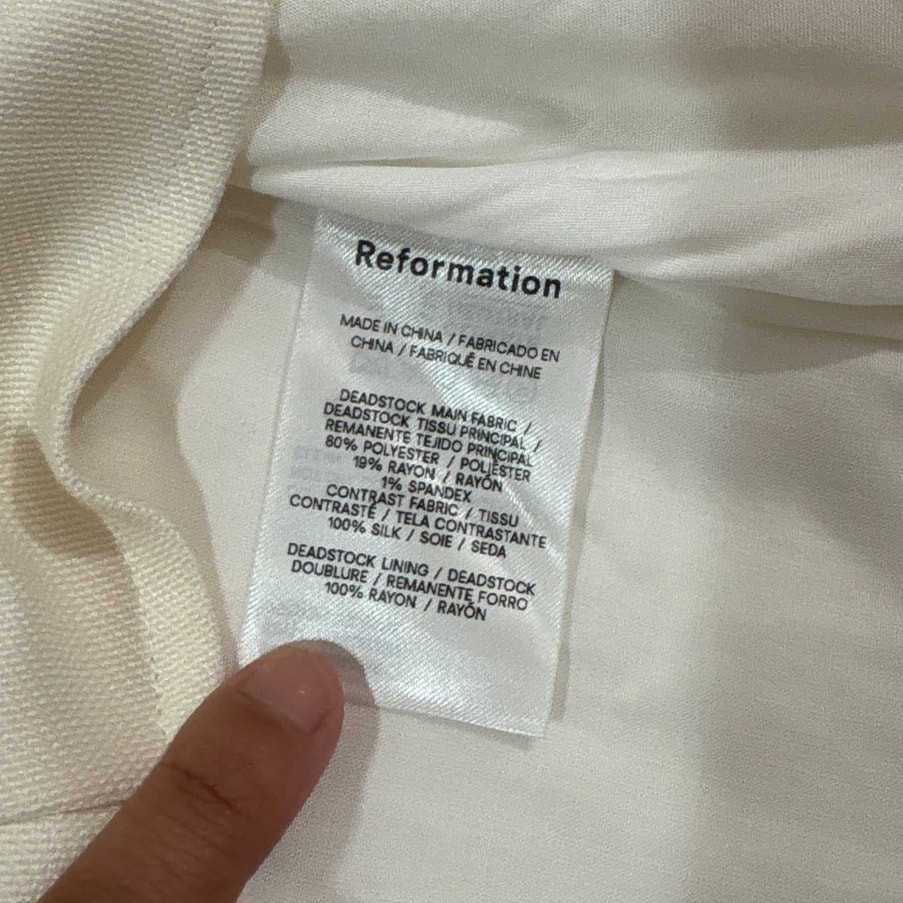 Reformation
MADE IN CHINA / FABRICADO EN
CHINA / FABRIQUÉ EN CHINE
DEADSTOCK MAIN FABRIC /
DEADSTOCK TISSU PRINCIPAL /
REMANENTE TEJIDO PRINCIPAL
80% POLYESTER / POLIÉSTER
19% RAYON / RAYÓN
1% SPANDEX
CONTRAST FABRIC / TISSU
CONTRASTÉ / TELA CONTRASTANTE
100% SILK / SOIE / SEDA
DEADSTOCK LINING / DEADSTOCK
DOUBLURE / REMANENTE FORRO
100% RAYON / RAYÓN